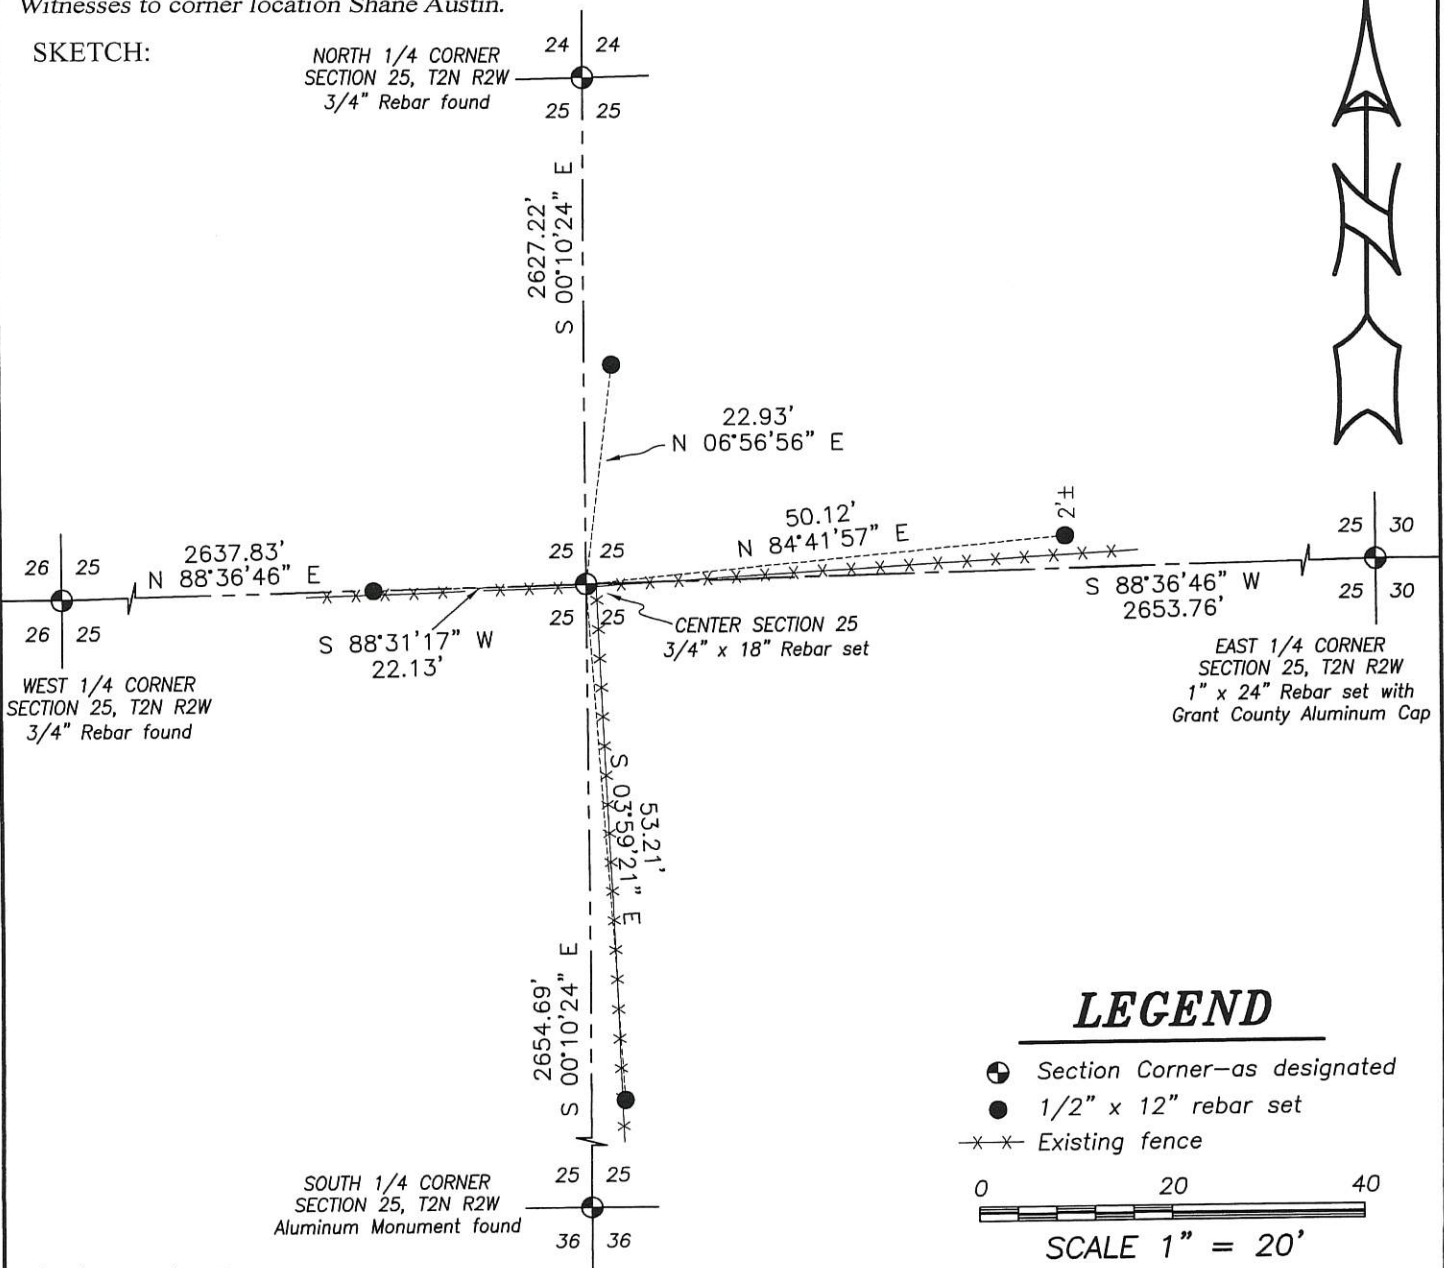 Witnesses to corner location Shane Austin.
SKETCH:
NORTH 1/4 CORNER
SECTION 25, T2N R2W
3/4" Rebar found
24 24
25 25
2627.22'
S 00°10'24" E
22.93'
N 06°56'56" E
50.12'
N 84°41'57" E
2'±
25 30
25 30
S 88°36'46" W
2653.76'
EAST 1/4 CORNER
SECTION 25, T2N R2W
1" x 24" Rebar set with
Grant County Aluminum Cap
2637.83'
N 88°36'46" E
26 25
26 25
WEST 1/4 CORNER
SECTION 25, T2N R2W
3/4" Rebar found
25 25
25 25
S 88°31'17" W
22.13'
CENTER SECTION 25
3/4" x 18" Rebar set
53.21'
S 03°59'21" E
2654.69'
S 00°10'24" E
SOUTH 1/4 CORNER
SECTION 25, T2N R2W
Aluminum Monument found
25 25
36 36
LEGEND
Section Corner-as designated
1/2" x 12" rebar set
Existing fence
0 20 40
SCALE 1" = 20'
N